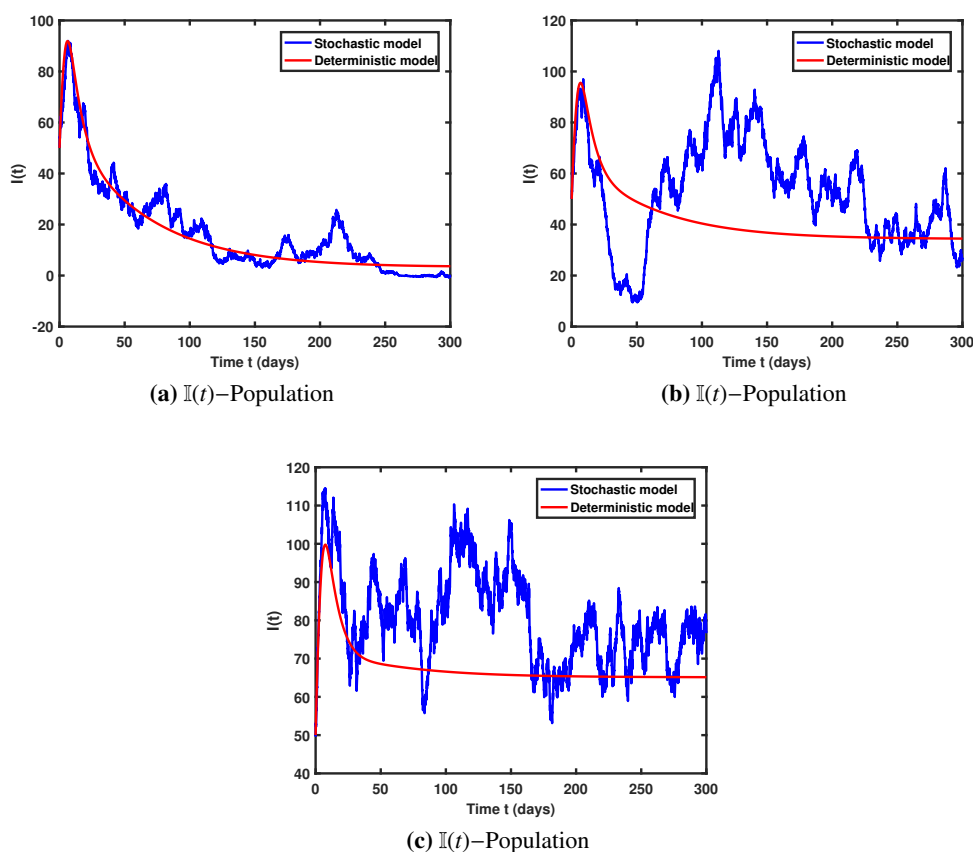 100
80
60
40
20
0
-20
I(t)
Stochastic model
Deterministic model
0 50 100 150 200 250 300
Time t (days)
(a) 𝕀(t)−Population
120
100
80
60
40
20
0
I(t)
Stochastic model
Deterministic model
0 50 100 150 200 250 300
Time t (days)
(b) 𝕀(t)−Population
120
110
100
90
80
70
60
50
40
I(t)
Stochastic model
Deterministic model
0 50 100 150 200 250 300
Time t (days)
(c) 𝕀(t)−Population